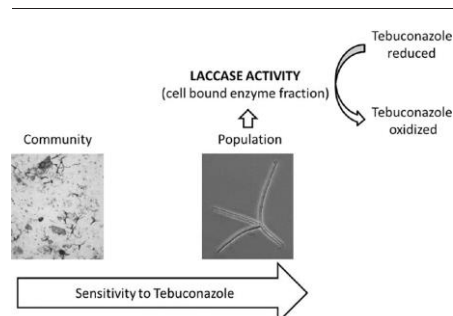 Tebuconazole
reduced
LACCASE ACTIVITY
(cell bound enzyme fraction)
Tebuconazole
oxidized
Community
Population
Sensitivity to Tebuconazole